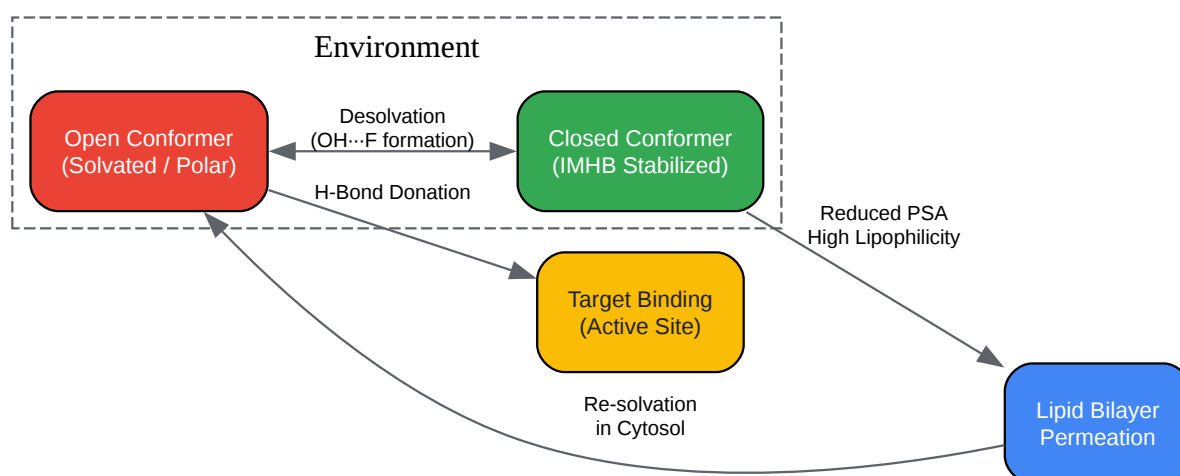 Environment
Open Conformer
(Solvated / Polar)
Desolvation
(OH···F formation)
Closed Conformer
(IMHB Stabilized)
H-Bond Donation
Reduced PSA
High Lipophilicity
Target Binding
(Active Site)
Re-solvation
in Cytosol
Lipid Bilayer
Permeation